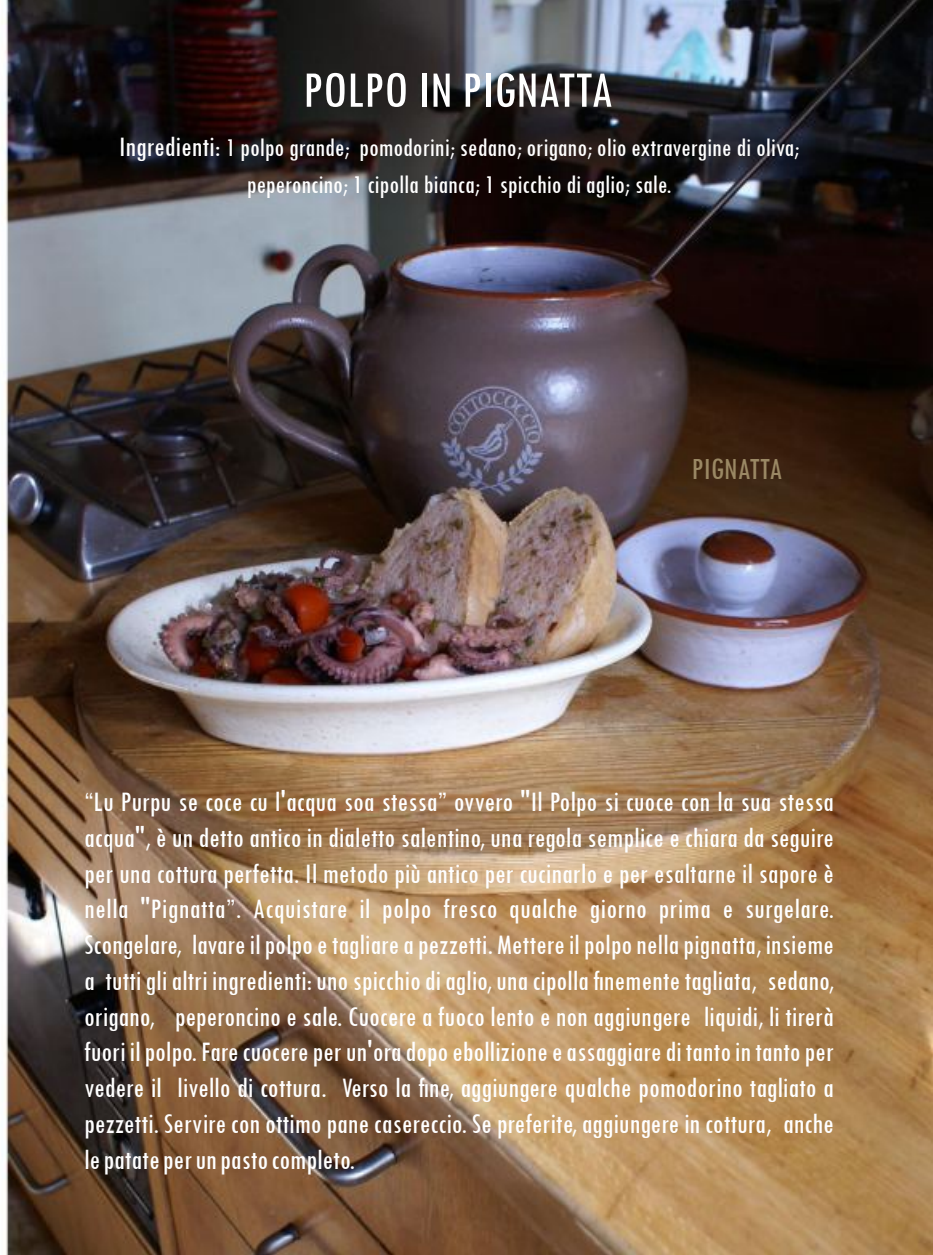 POLPO IN PIGNATTA
Ingredienti: 1 polpo grande; pomodorini; sedano; origano; olio extravergine di oliva;
peperoncino; 1 cipolla bianca; 1 spicchio di aglio; sale.
COTTOCOCCIO
PIGNATTA
“Lu Purpu se coce cu l'acqua soa stessa” ovvero "Il Polpo si cuoce con la sua stessa
acqua", è un detto antico in dialetto salentino, una regola semplice e chiara da seguire
per una cottura perfetta. Il metodo più antico per cucinarlo e per esaltarne il sapore è
nella "Pignatta”. Acquistare il polpo fresco qualche giorno prima e surgelare.
Scongelare, lavare il polpo e tagliare a pezzetti. Mettere il polpo nella pignatta, insieme
a tutti gli altri ingredienti: uno spicchio di aglio, una cipolla finemente tagliata, sedano,
origano, peperoncino e sale. Cuocere a fuoco lento e non aggiungere liquidi, li tirerà
fuori il polpo. Fare cuocere per un'ora dopo ebollizione e assaggiare di tanto in tanto per
vedere il livello di cottura. Verso la fine, aggiungere qualche pomodorino tagliato a
pezzetti. Servire con ottimo pane casereccio. Se preferite, aggiungere in cottura, anche
le patate per un pasto completo.